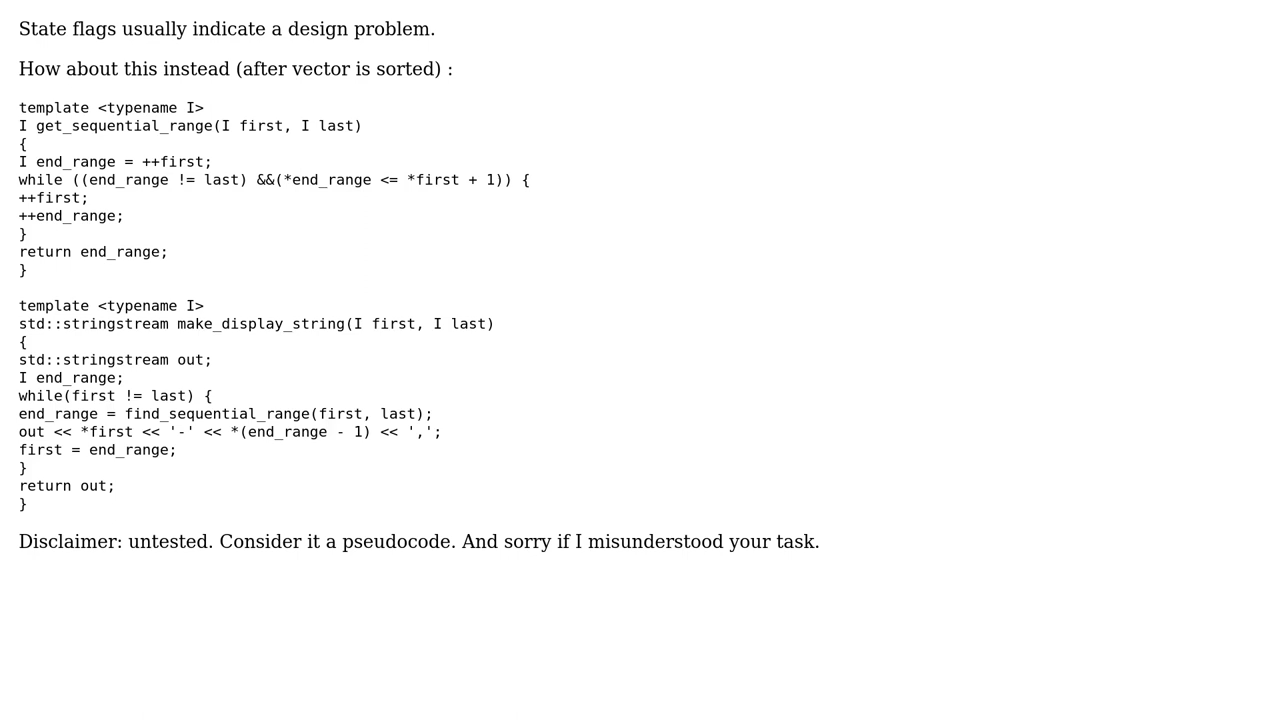 State flags usually indicate a design problem.
How about this instead (after vector is sorted) :
template <typename I>
I get_sequential_range(I first, I last)
{
I end_range = ++first;
while ((end_range != last) &&(*end_range <= *first + 1)) {
++first;
++end_range;
}
return end_range;
}
template <typename I>
std::stringstream make_display_string(I first, I last)
{
std::stringstream out;
I end_range;
while(first != last) {
end_range = find_sequential_range(first, last);
out << *first << '-' << *(end_range - 1) << ',';
first = end_range;
}
return out;
}
Disclaimer: untested. Consider it a pseudocode. And sorry if I misunderstood your task.